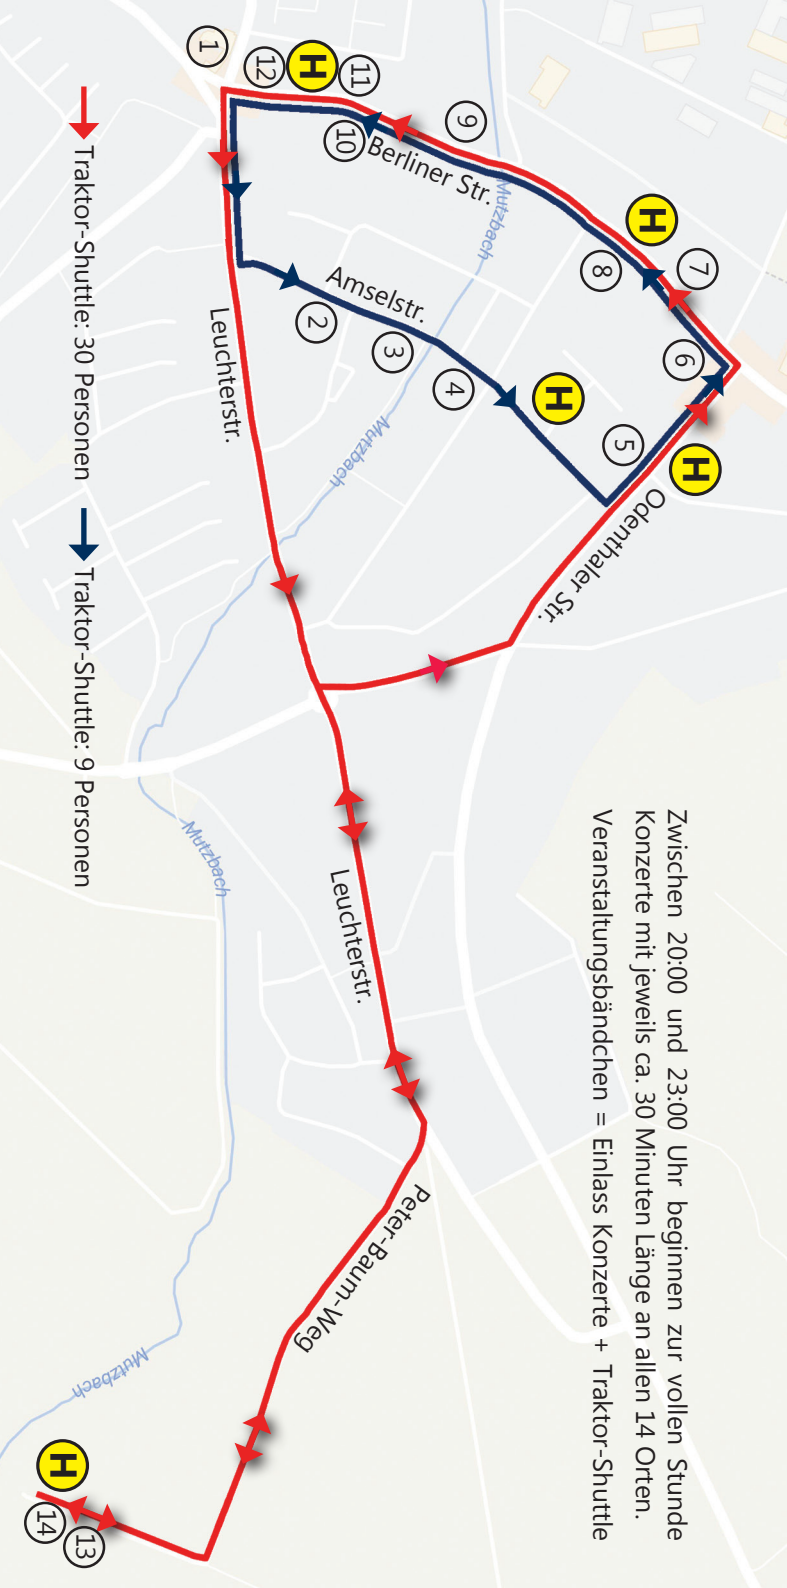 Zwischen 20:00 und 23:00 Uhr beginnen zur vollen Stunde
Konzerte mit jeweils ca. 30 Minuten Länge an allen 14 Orten.
Veranstaltungsbändchen = Einlass Konzerte + Traktor-Shuttle
H
Odenthaler Str.
7
6
H
5
8
H
H
Peter-Baum-Weg
Mutzbach
9
Berliner Str.
4
Amselstr.
3
Mutzbach
11
10
2
H
12
Leuchterstr.
Leuchterstr.
1
Mutzbach
Mutzbach
H
13
14
Traktor-Shuttle: 30 Personen
Traktor-Shuttle: 9 Personen